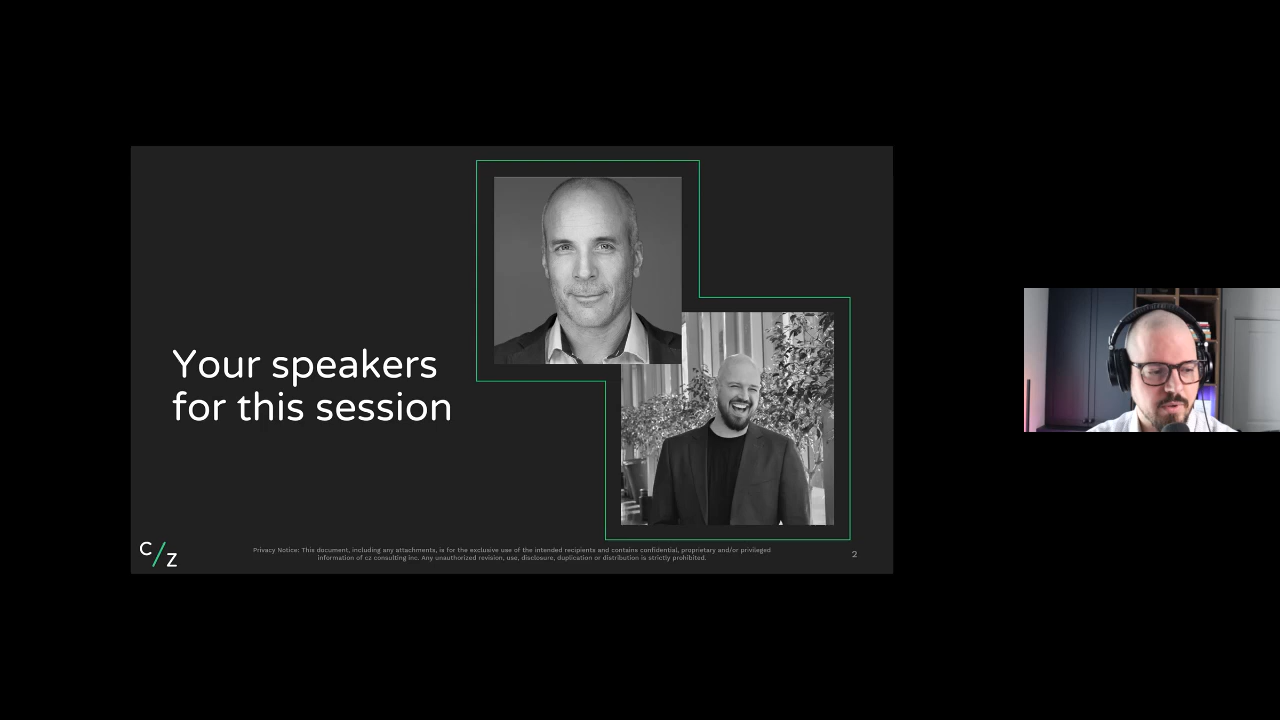 Your speakers
for this session
C/Z
Privacy Notice: This document, including any attachments, is for the exclusive use of the intended recipients and contains confidential, proprietary and/or privileged
information of cz consulting inc. Any unauthorized revision, use, disclosure, duplication or distribution is strictly prohibited.
2